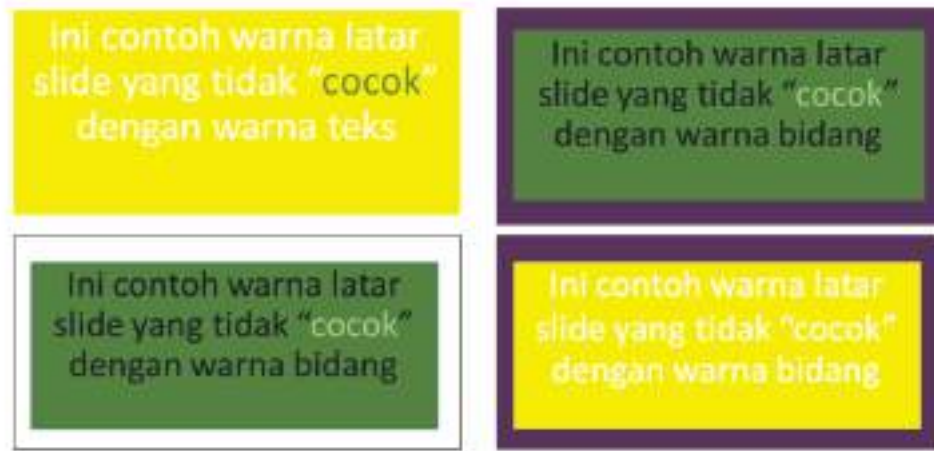 Ini contoh warna latar
slide yang tidak “cocok”
dengan warna teks
Ini contoh warna latar
slide yang tidak “cocok”
dengan warna bidang
Ini contoh warna latar
slide yang tidak “cocok”
dengan warna bidang
Ini contoh warna latar
slide yang tidak “cocok”
dengan warna bidang